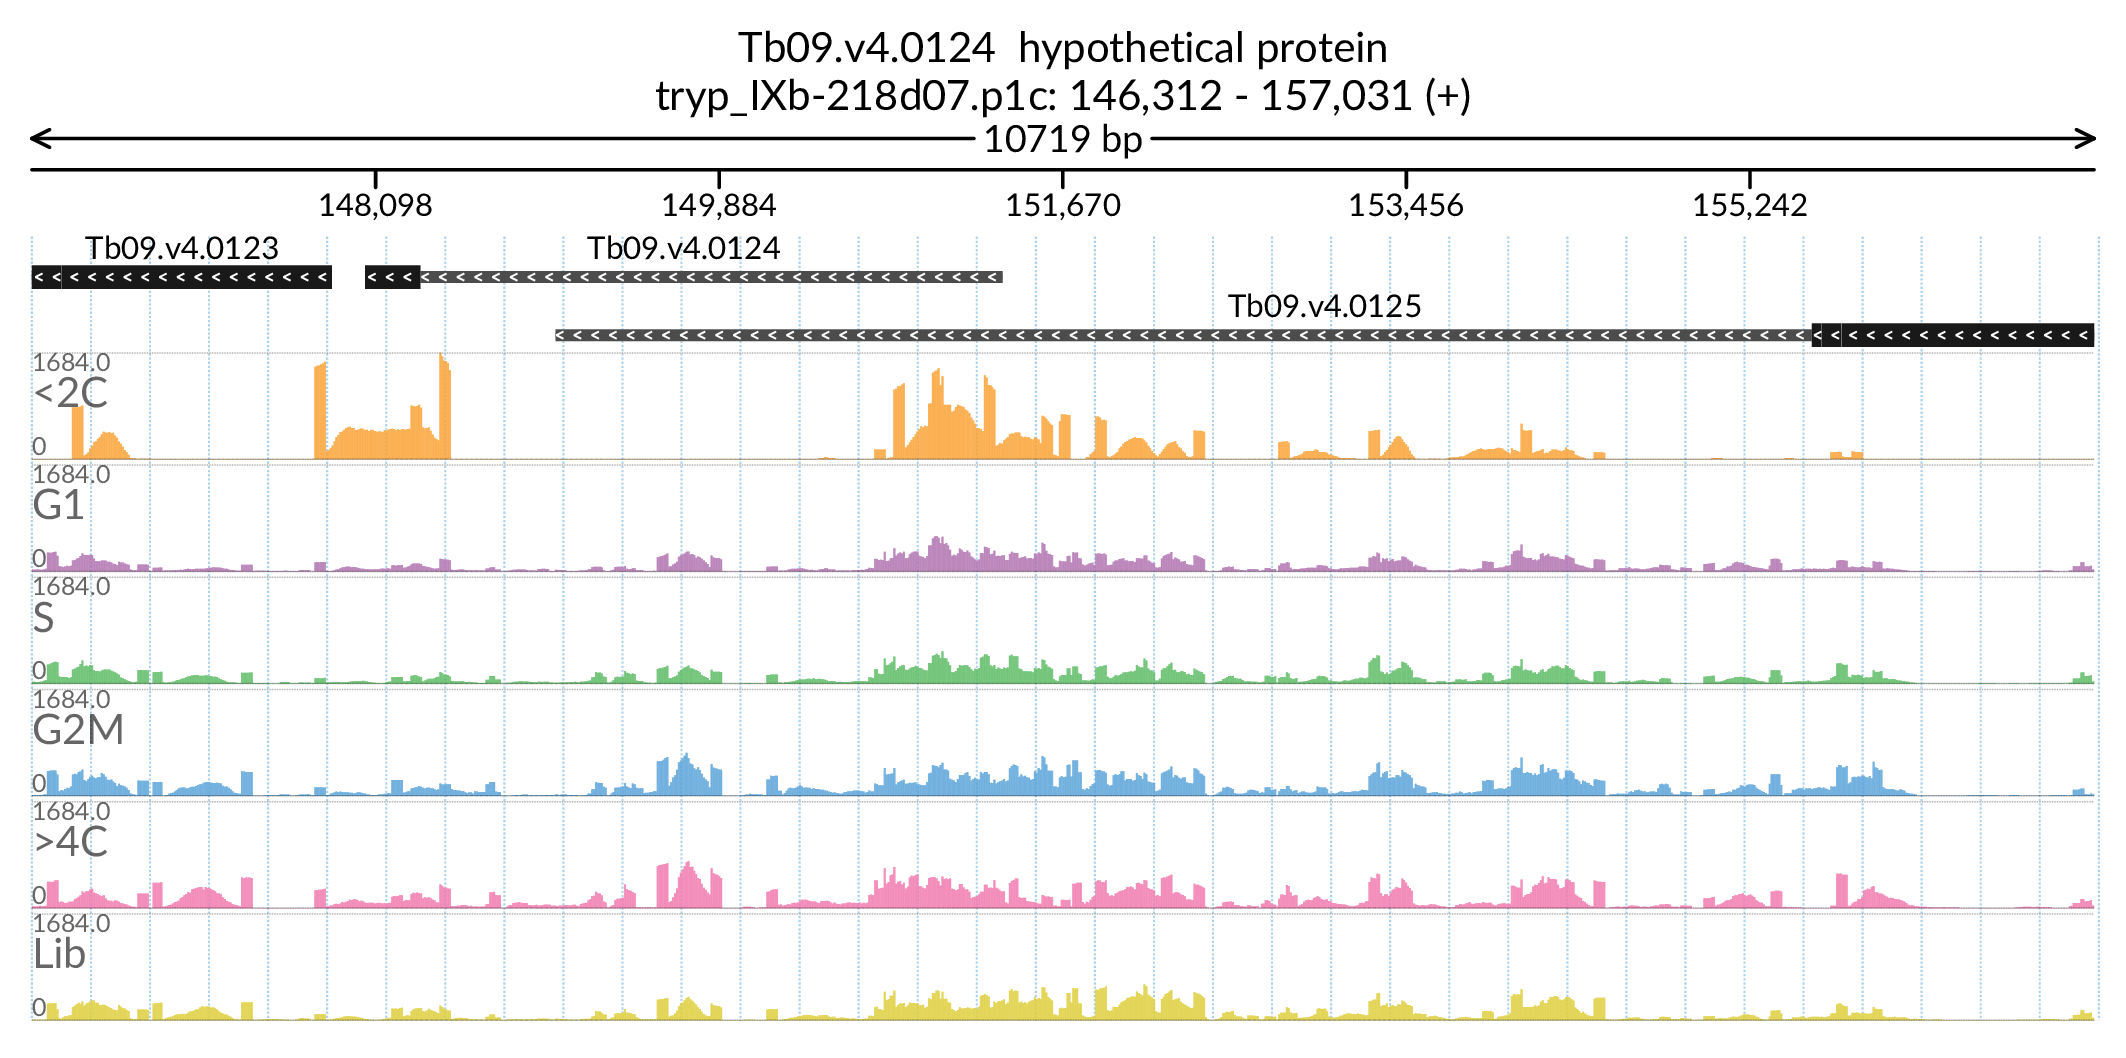 Tb09.v4.0124 hypothetical protein
tryp_IXb-218d07.p1c: 146,312 - 157,031 (+)
10719 bp
148,098 149,884 151,670 153,456 155,242
Tb09.v4.0123 Tb09.v4.0124
Tb09.v4.0125
1684.0
<2C
0
1684.0
G1
0
1684.0
S
0
1684.0
G2M
0
1684.0
>4C
0
1684.0
Lib
0